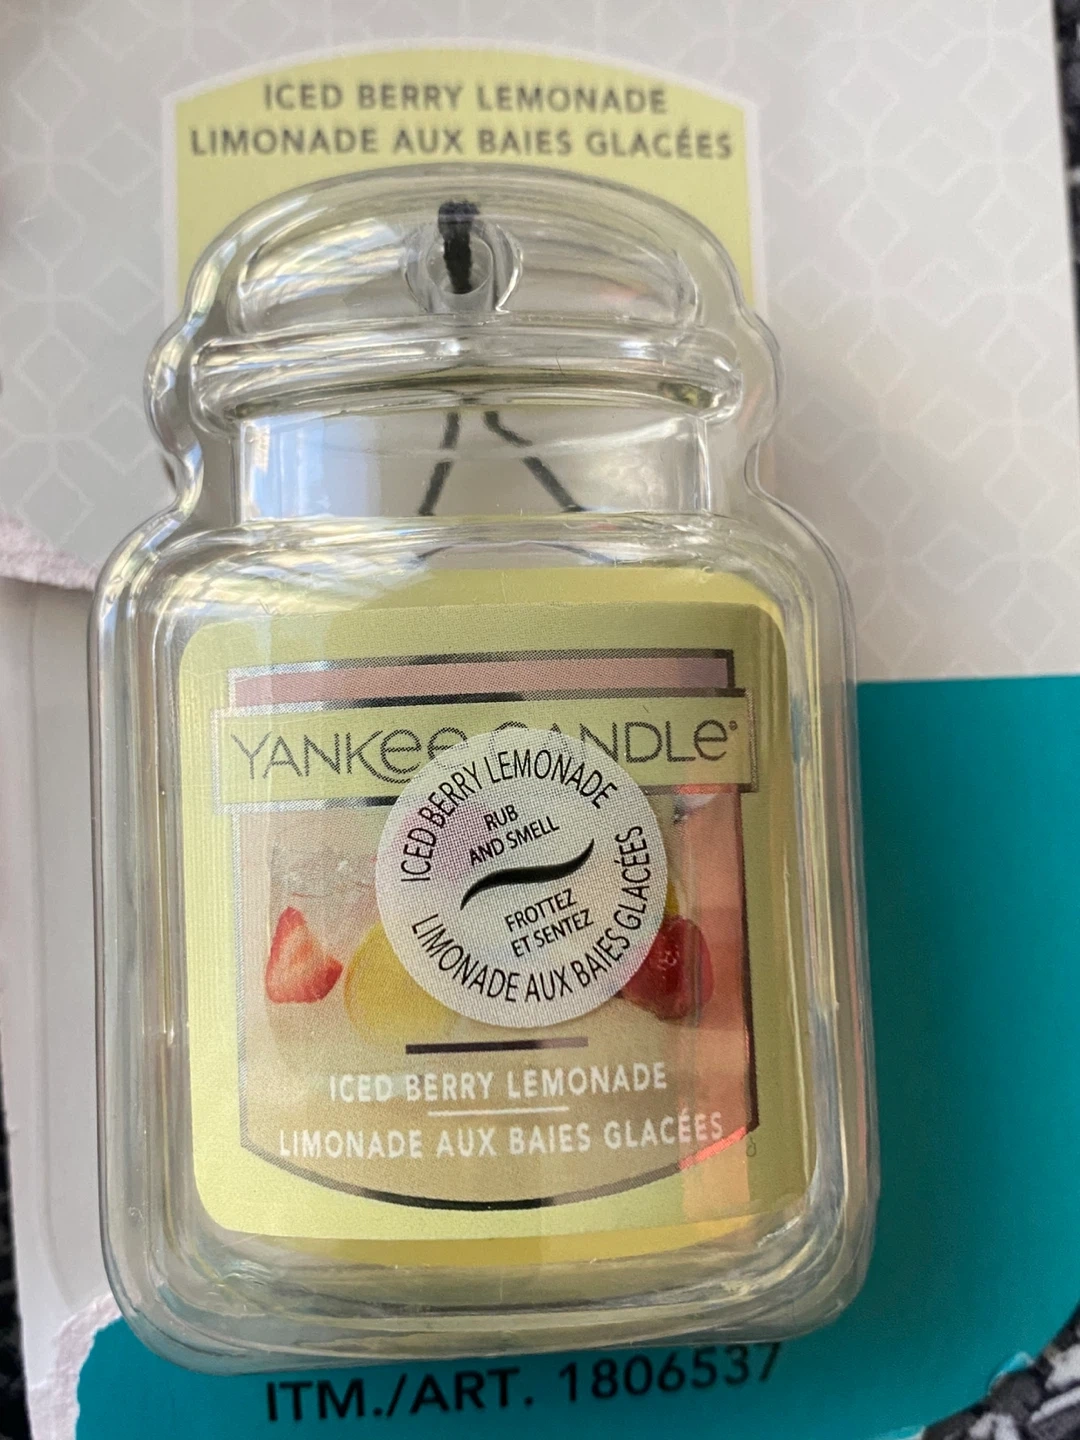 ICED BERRY LEMONADE
LIMONADE AUX BAIES GLACÉES
YANKEE CANDLE®
ICED BERRY LEMONADE
RUB
AND SMELL
FROTTEZ
ET SENTEZ
LIMONADE AUX BAIES GLACÉES
ICED BERRY LEMONADE
LIMONADE AUX BAIES GLACÉES
ITM./ART. 1806537